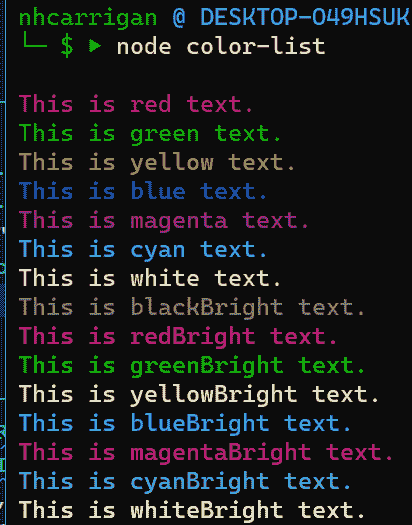 nhcarrigan @ DESKTOP-O49HSUK
└─ $ ▶ node color-list
This is red text.
This is green text.
This is yellow text.
This is blue text.
This is magenta text.
This is cyan text.
This is white text.
This is blackBright text.
This is redBright text.
This is greenBright text.
This is yellowBright text.
This is blueBright text.
This is magentaBright text.
This is cyanBright text.
This is whiteBright text.